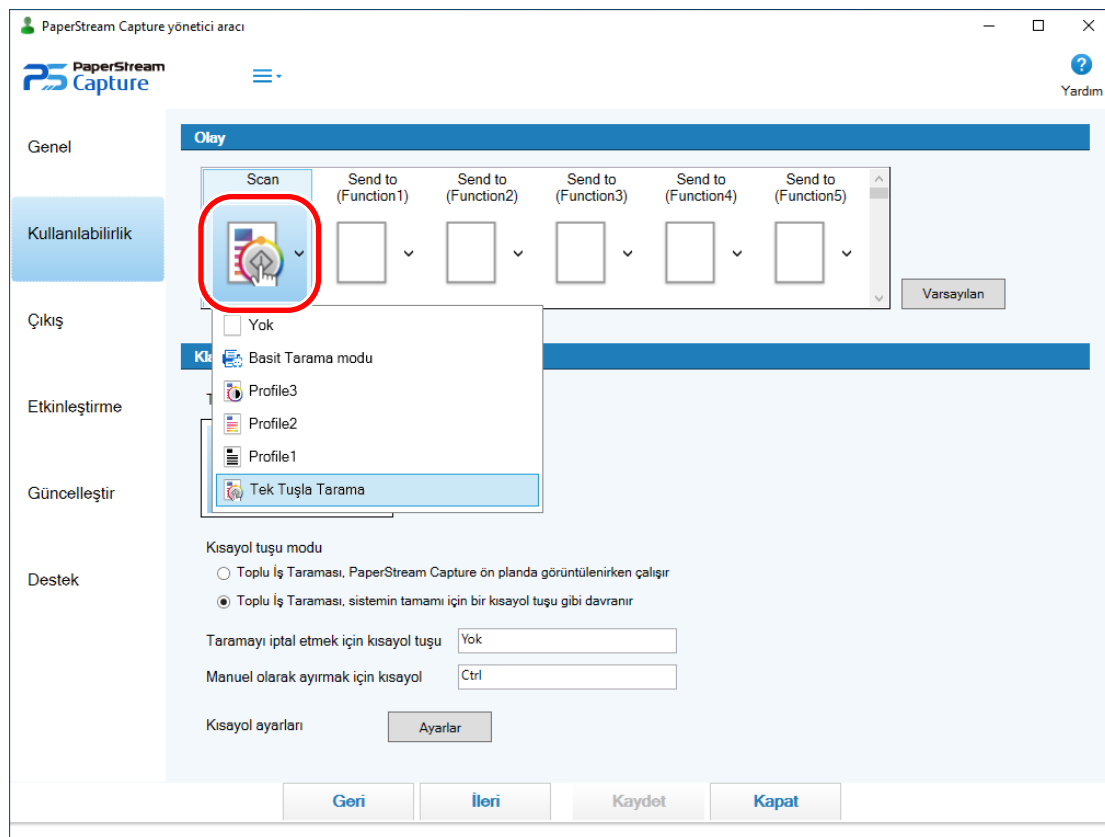 PaperStream Capture yönetici aracı
PaperStream
Capture
Yardım
Genel
Kullanılabilirlik
Çıkış
Etkinleştirme
Güncelleştir
Destek
Olay
Scan
Send to
(Function1)
Send to
(Function2)
Send to
(Function3)
Send to
(Function4)
Send to
(Function5)
Varsayılan
Yok
Basit Tarama modu
Profile3
Profile2
Profile1
Tek Tuşla Tarama
Kısayol tuşu modu
Toplu İş Taraması, PaperStream Capture ön planda görüntülenirken çalışır
Toplu İş Taraması, sistemin tamamı için bir kısayol tuşu gibi davranır
Taramayı iptal etmek için kısayol tuşu
Yok
Manuel olarak ayırmak için kısayol
Ctrl
Kısayol ayarları
Ayarlar
Geri
İleri
Kaydet
Kapat